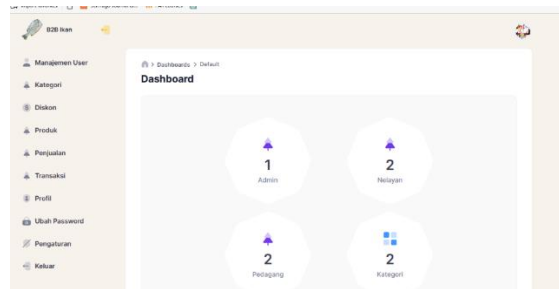 B2B Ikan
Manajemen User
Kategori
Diskon
Produk
Penjualan
Transaksi
Profil
Ubah Password
Pengaturan
Keluar
> Dashboards > Default
Dashboard
1
Admin
2
Nelayan
2
Pedagang
2
Kategori